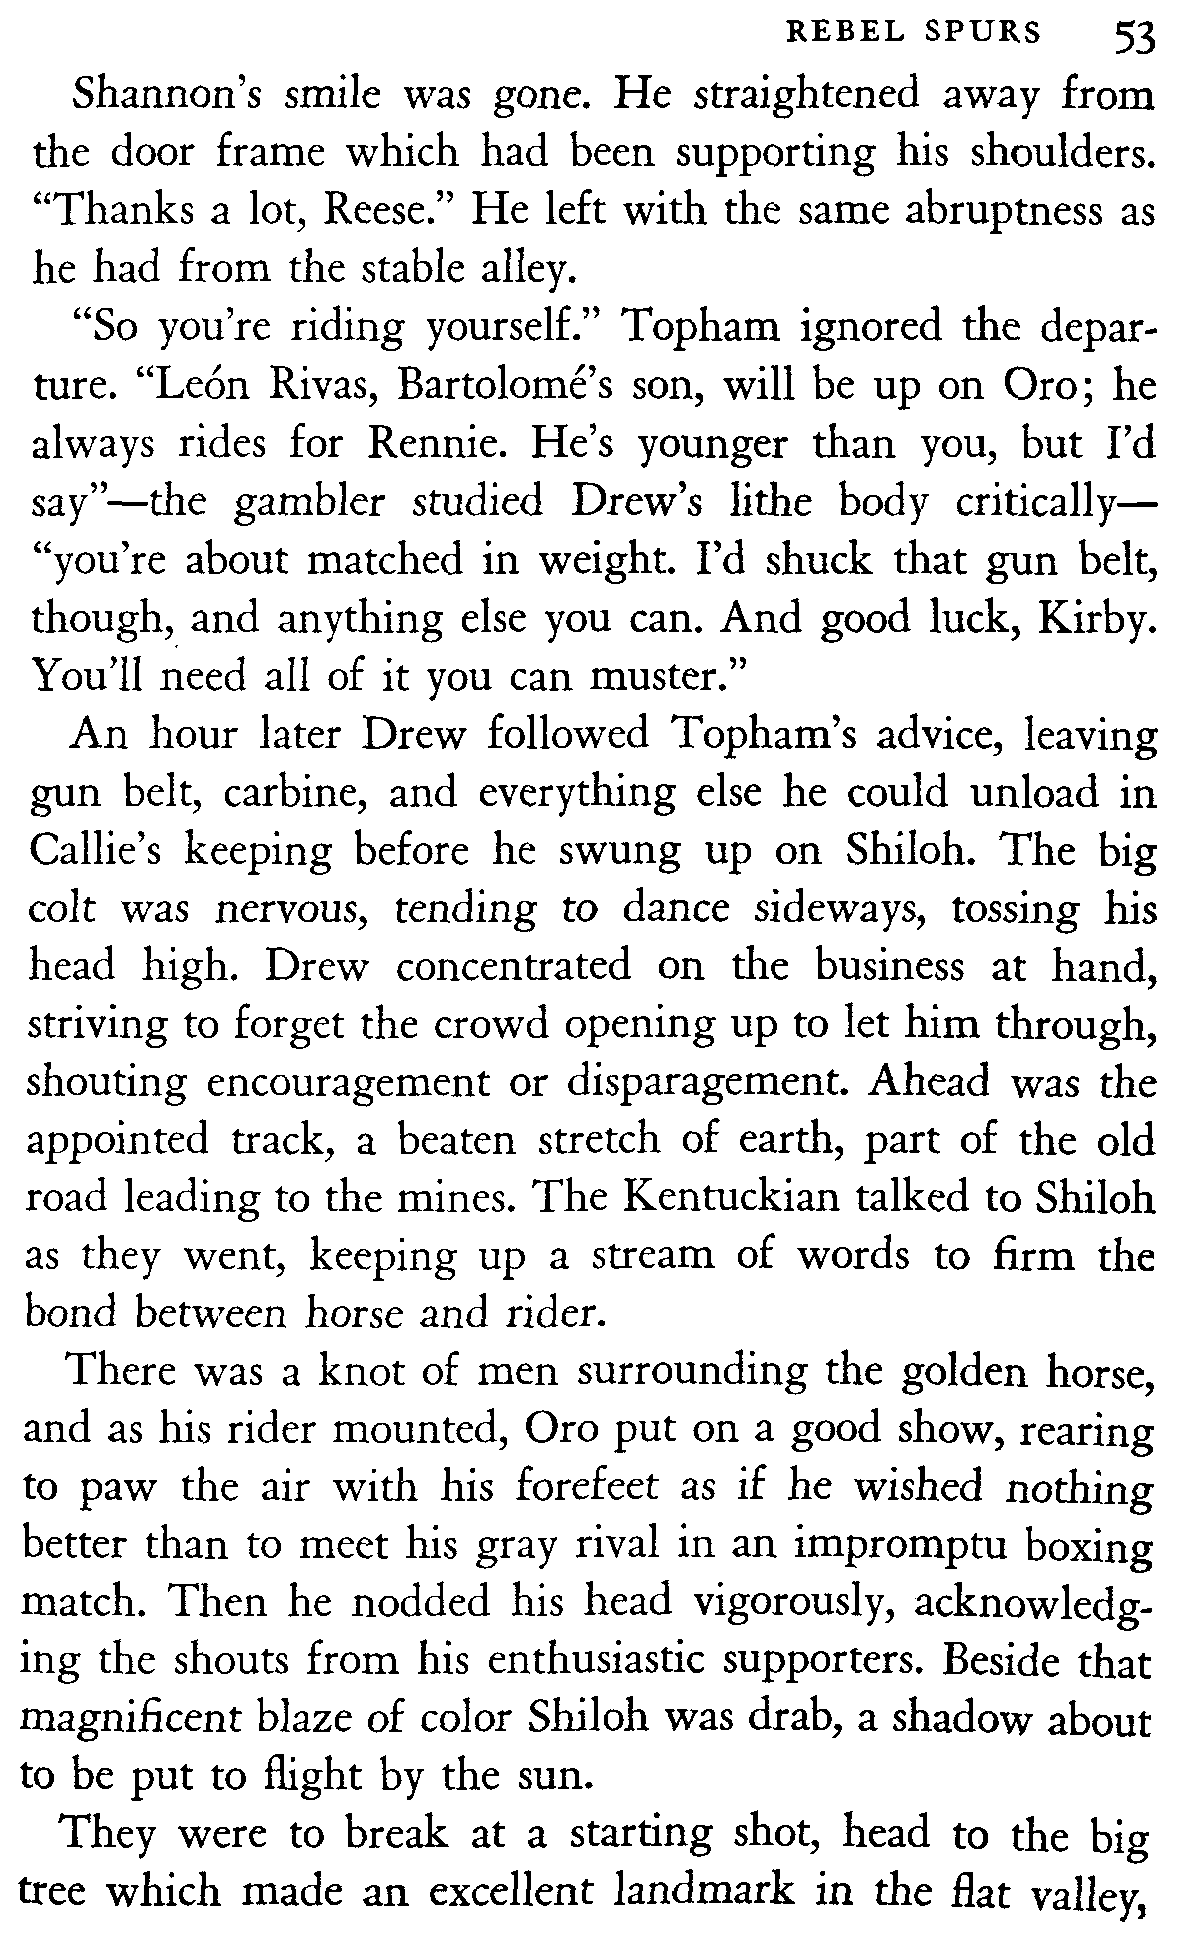 REBEL SPURS 53
Shannon’s smile was gone. He straightened away from
the door frame which had been supporting his shoulders.
“Thanks a lot, Reese.” He left with the same abruptness as
he had from the stable alley.
“So you’re riding yourself.” Topham ignored the depar-
ture. “León Rivas, Bartolomé’s son, will be up on Oro; he
always rides for Rennie. He’s younger than you, but I’d
say”—the gambler studied Drew’s lithe body critically—
“you’re about matched in weight. I’d shuck that gun belt,
though, and anything else you can. And good luck, Kirby.
You’ll need all of it you can muster.”
An hour later Drew followed Topham’s advice, leaving
gun belt, carbine, and everything else he could unload in
Callie’s keeping before he swung up on Shiloh. The big
colt was nervous, tending to dance sideways, tossing his
head high. Drew concentrated on the business at hand,
striving to forget the crowd opening up to let him through,
shouting encouragement or disparagement. Ahead was the
appointed track, a beaten stretch of earth, part of the old
road leading to the mines. The Kentuckian talked to Shiloh
as they went, keeping up a stream of words to firm the
bond between horse and rider.
There was a knot of men surrounding the golden horse,
and as his rider mounted, Oro put on a good show, rearing
to paw the air with his forefeet as if he wished nothing
better than to meet his gray rival in an impromptu boxing
match. Then he nodded his head vigorously, acknowledg-
ing the shouts from his enthusiastic supporters. Beside that
magnificent blaze of color Shiloh was drab, a shadow about
to be put to flight by the sun.
They were to break at a starting shot, head to the big
tree which made an excellent landmark in the flat valley,